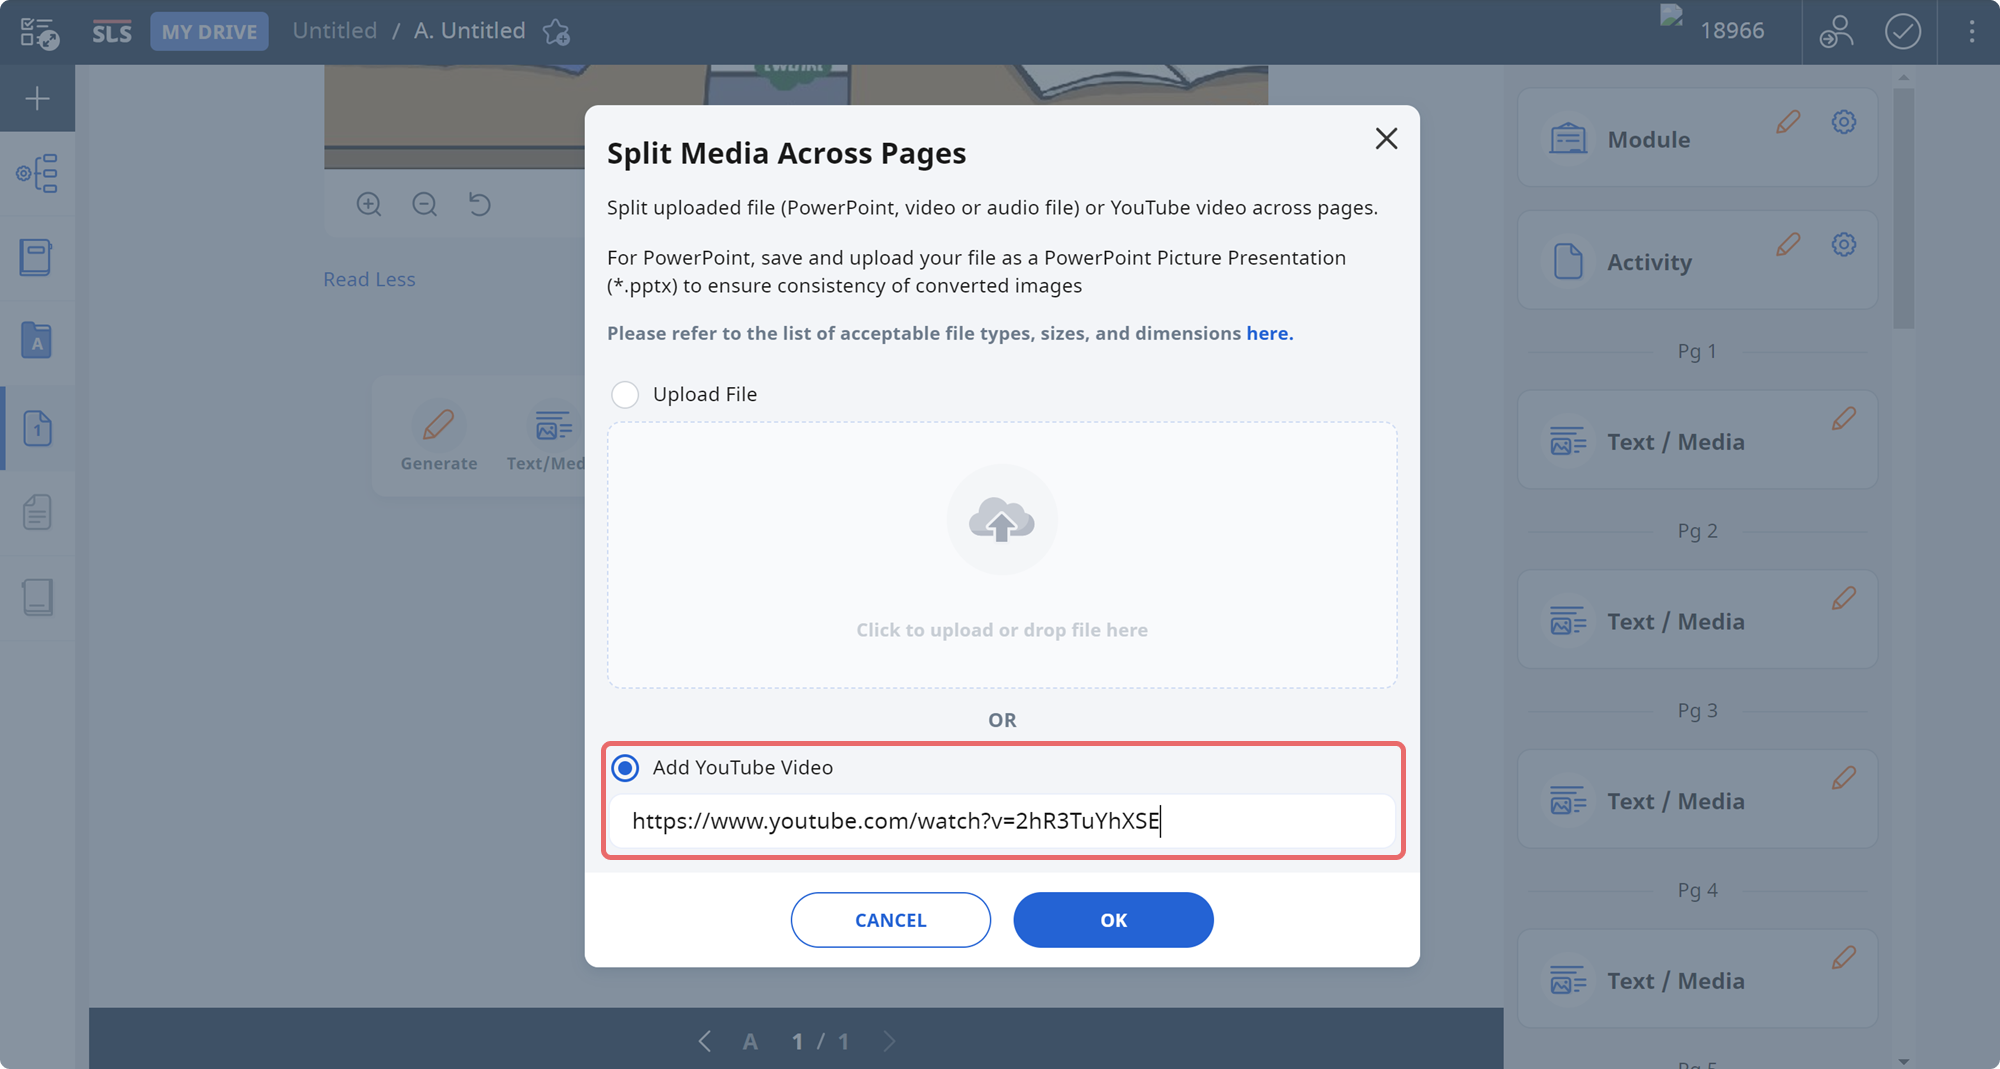 SLS MY DRIVE Untitled / A. Untitled 18966
Split Media Across Pages
Split uploaded file (PowerPoint, video or audio file) or YouTube video across pages.
For PowerPoint, save and upload your file as a PowerPoint Picture Presentation
(*.pptx) to ensure consistency of converted images
Please refer to the list of acceptable file types, sizes, and dimensions here.
Upload File
Click to upload or drop file here
OR
Add YouTube Video
https://www.youtube.com/watch?v=2hR3TuYhXSE
CANCEL
OK
Read Less
A
1
Generate
Text/Med
Module
Activity
Pg 1
Text / Media
Pg 2
Text / Media
Pg 3
Text / Media
Pg 4
Text / Media
A 1 / 1